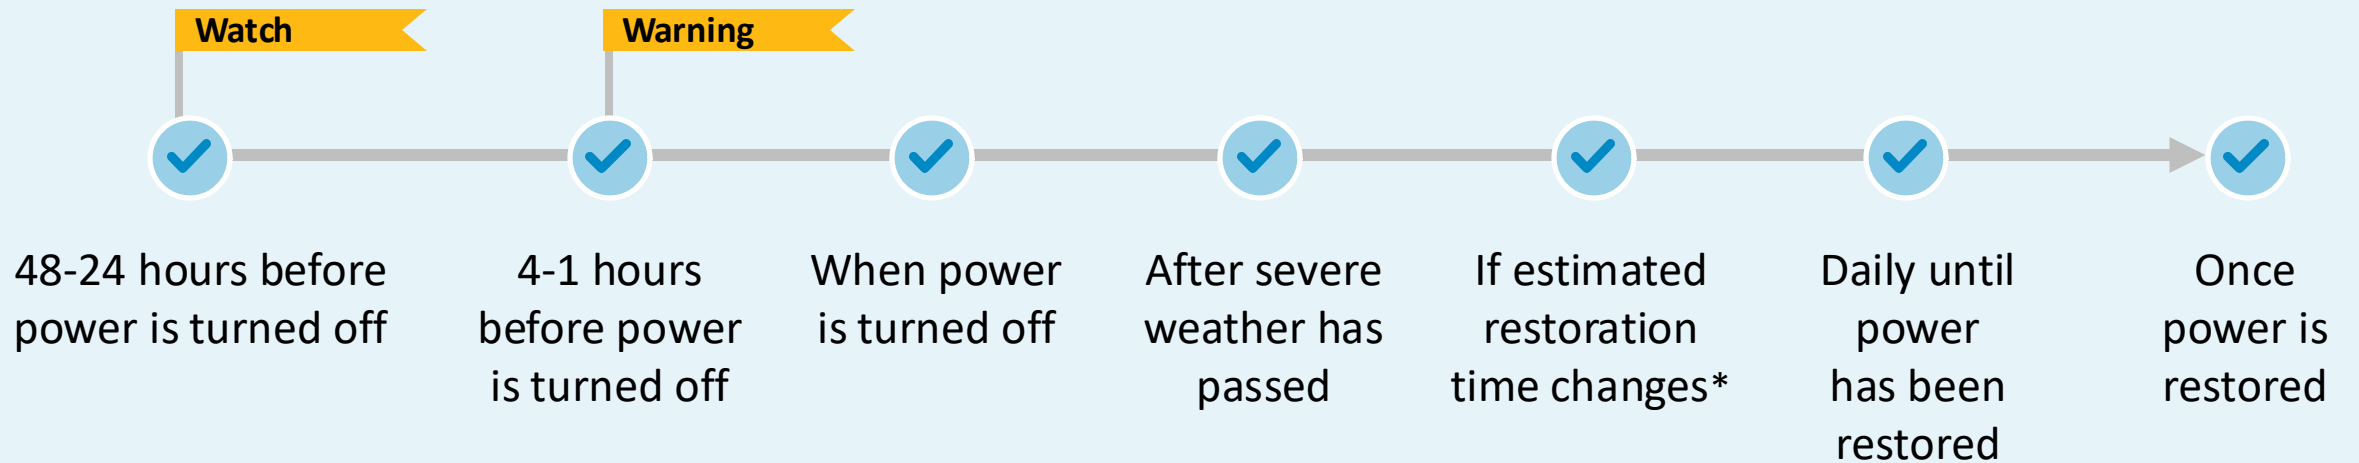 Watch
Warning
48-24 hours before
power is turned off
4-1 hours
before power
is turned off
When power
is turned off
After severe
weather has
passed
If estimated
restoration
time changes*
Daily until
power
has been
restored
Once
power is
restored